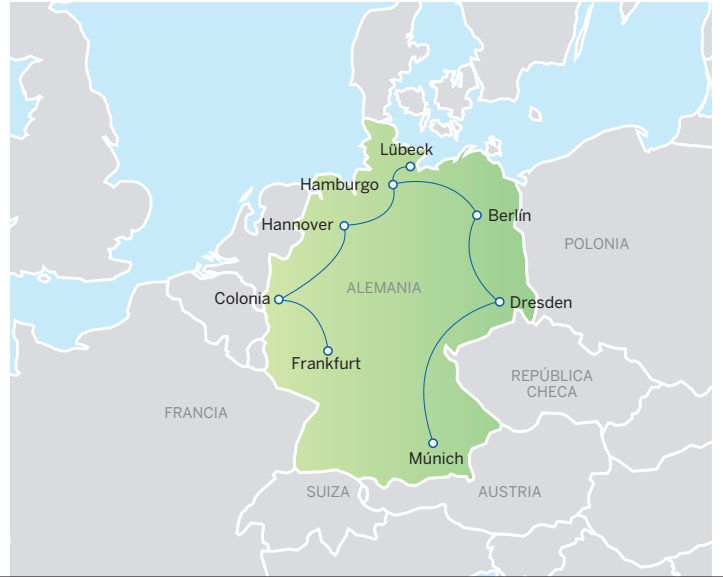 Lübeck
Hamburgo
Berlín
Hannover
POLONIA
ALEMANIA
Colonia
Dresden
Frankfurt
REPÚBLICA
CHECA
FRANCIA
Múnich
SUIZA
AUSTRIA